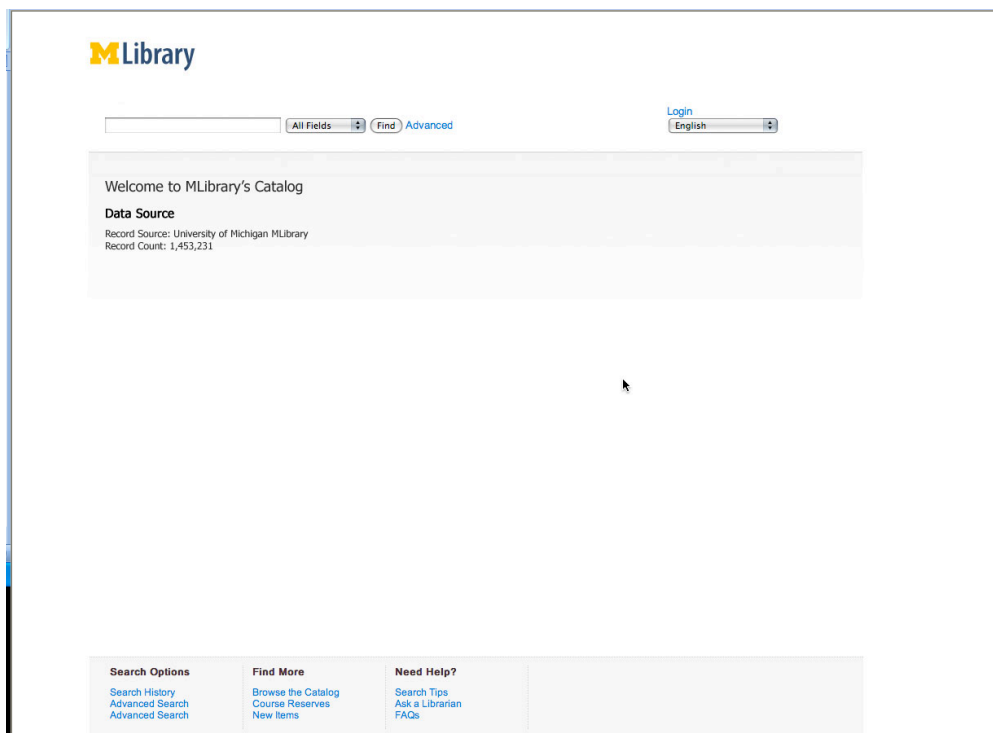 MLibrary
Login
All Fields Find Advanced English
Welcome to MLibrary's Catalog
Data Source
Record Source: University of Michigan MLibrary
Record Count: 1,453,231
Search Options
Search History
Advanced Search
Advanced Search
Find More
Browse the Catalog
Course Reserves
New Items
Need Help?
Search Tips
Ask a Librarian
FAQs